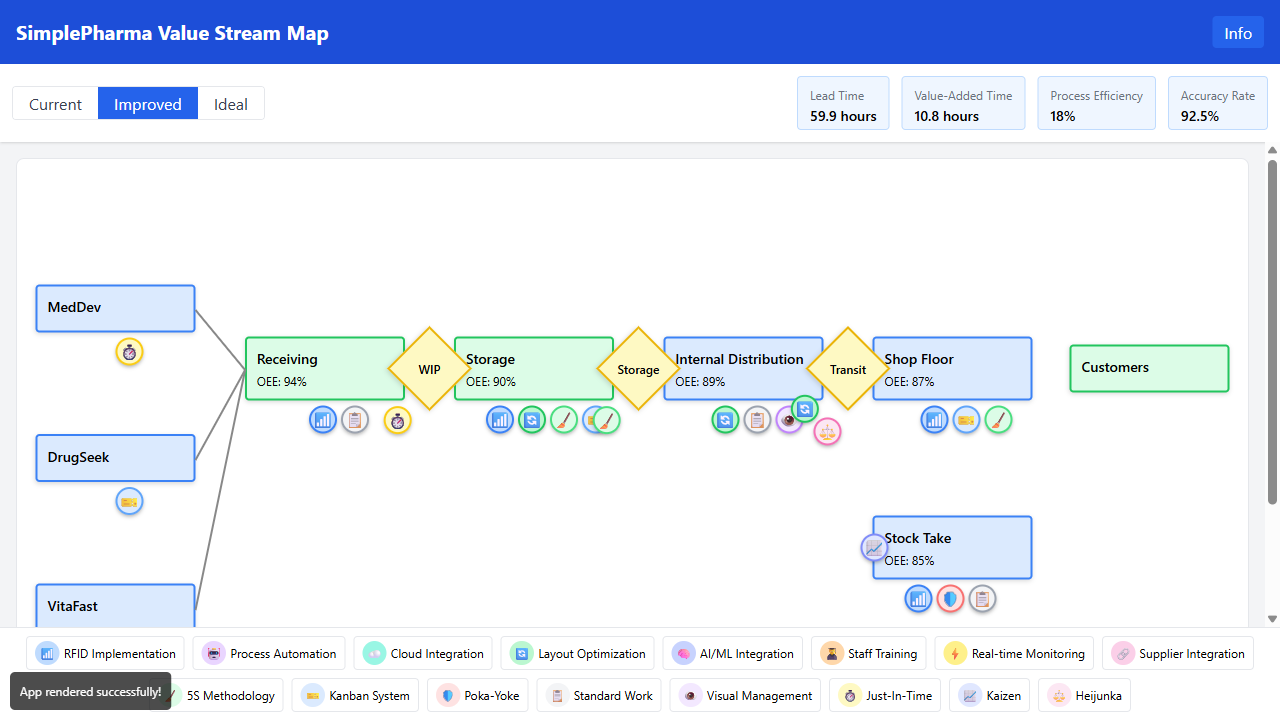 SimplePharma Value Stream Map
Info
Current
Improved
Ideal
Lead Time
59.9 hours
Value-Added Time
10.8 hours
Process Efficiency
18%
Accuracy Rate
92.5%
MedDev
Receiving
OEE: 94%
WIP
Storage
OEE: 90%
Storage
Internal Distribution
OEE: 89%
Transit
Shop Floor
OEE: 87%
Customers
DrugSeek
Stock Take
OEE: 85%
VitaFast
RFID Implementation
Process Automation
Cloud Integration
Layout Optimization
AI/ML Integration
Staff Training
Real-time Monitoring
Supplier Integration
App rendered successfully!
5S Methodology
Kanban System
Poka-Yoke
Standard Work
Visual Management
Just-In-Time
Kaizen
Heijunka